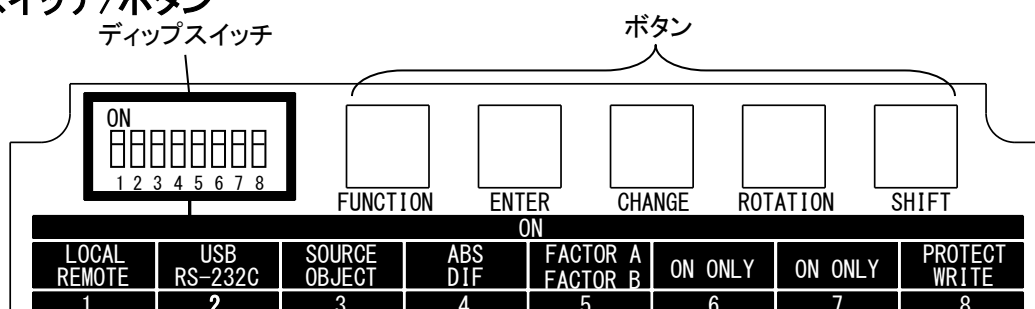 スイッチ/ボタン
ディップスイッチ
ボタン
ON
1 2 3 4 5 6 7 8
FUNCTION ENTER CHANGE ROTATION SHIFT
ON
LOCAL USB SOURCE ABS FACTOR A ON ONLY ON ONLY PROTECT
REMOTE RS-232C OBJECT DIF FACTOR B WRITE
1 2 3 4 5 6 7 8